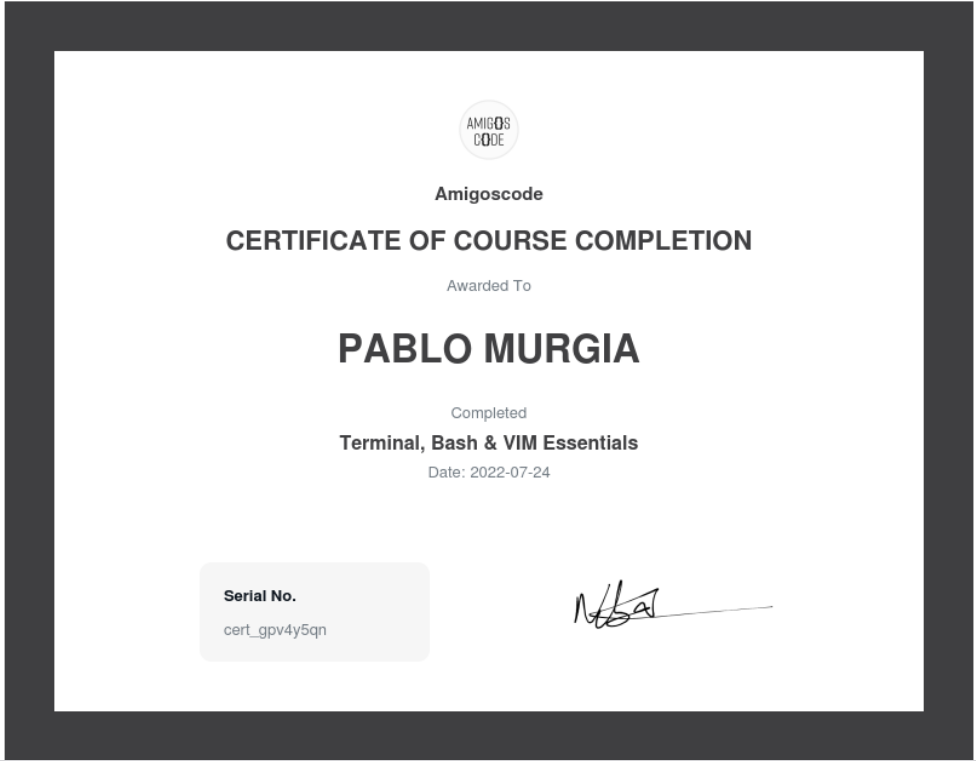 AMIGOS
CODE
Amigoscode
CERTIFICATE OF COURSE COMPLETION
Awarded To
PABLO MURGIA
Completed
Terminal, Bash & VIM Essentials
Date: 2022-07-24
Serial No.
cert_gpv4y5qn